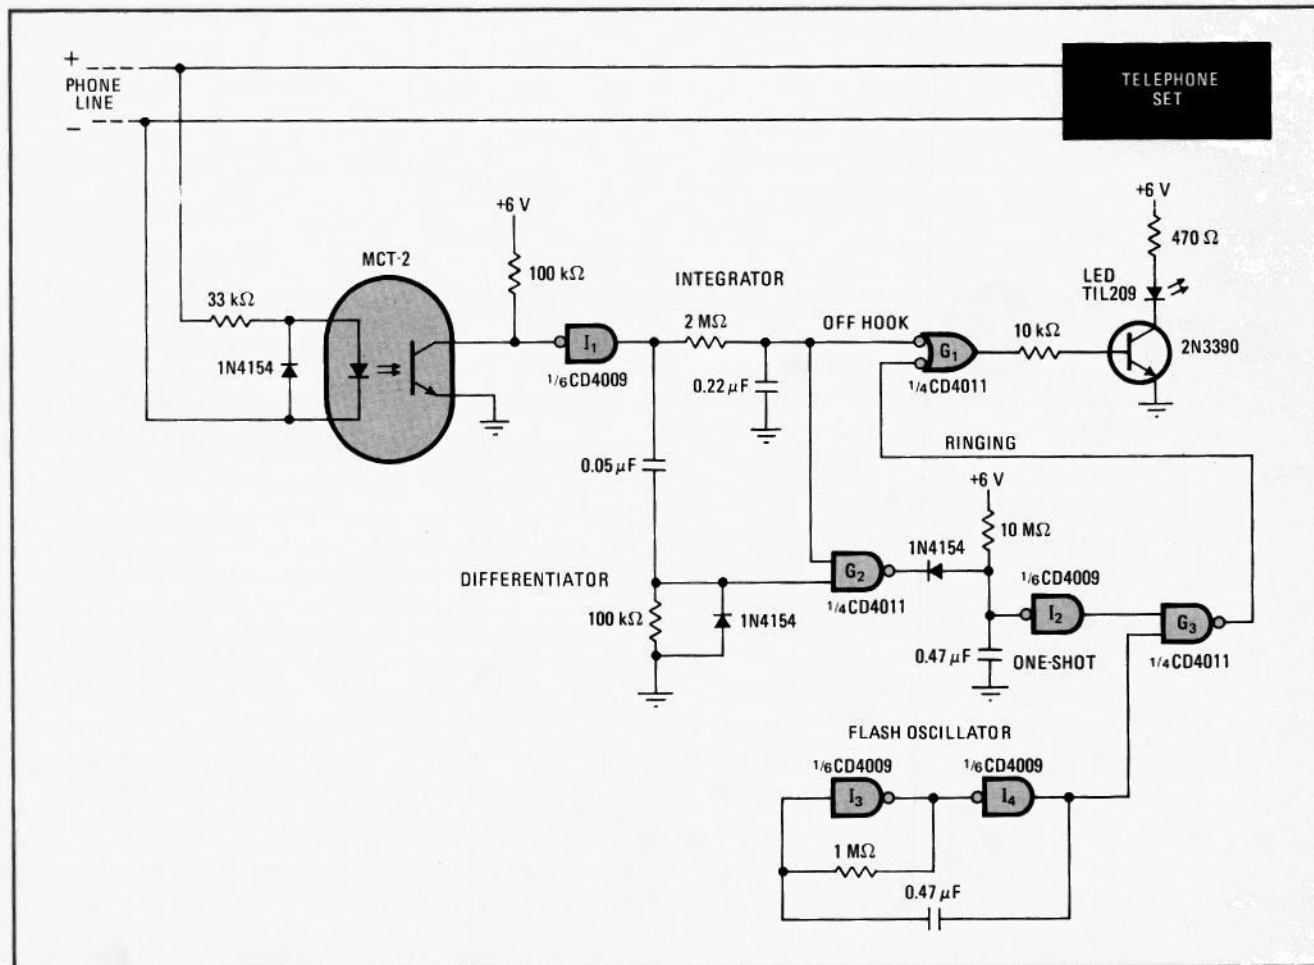 +
PHONE
LINE
−
TELEPHONE
SET
+6 V
470 Ω
LED
TIL209
2N3390
+6 V
100 kΩ
MCT-2
33 kΩ
1N4154
INTEGRATOR
2 MΩ
I1
1/6CD4009
0.22 μF
OFF HOOK
G1
1/4CD4011
10 kΩ
RINGING
0.05 μF
+6 V
10 MΩ
DIFFERENTIATOR
100 kΩ
1N4154
G2
1/4CD4011
1N4154
1/6CD4009
I2
0.47 μF
ONE-SHOT
G3
1/4CD4011
FLASH OSCILLATOR
1/6CD4009
1/6CD4009
I3
I4
1 MΩ
0.47 μF